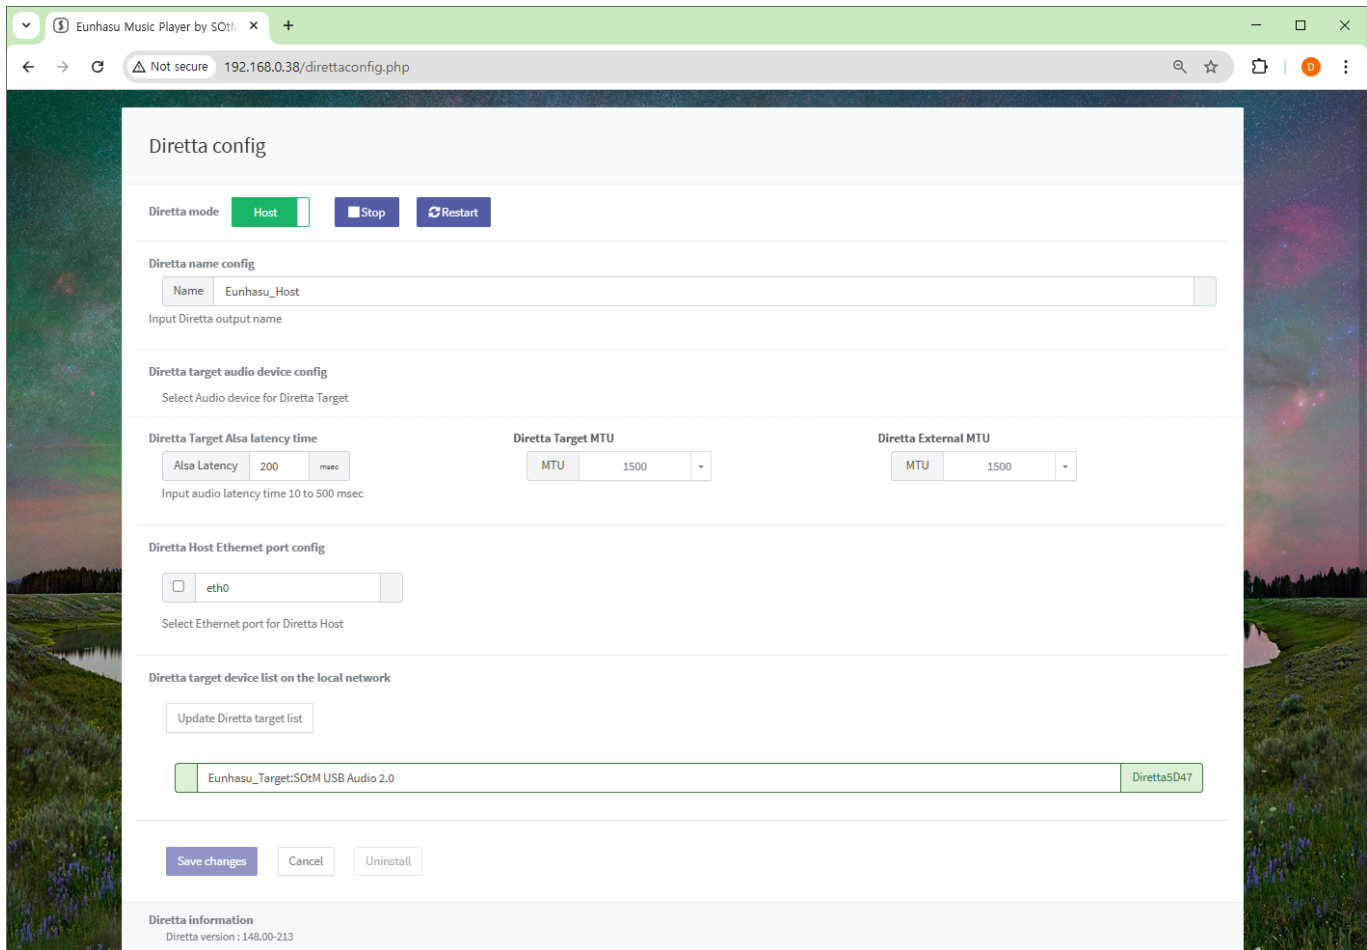 Eunhasu Music Player by SOtM
Not secure 192.168.0.38/direttaconfig.php
D
Diretta config
Diretta mode Host Stop Restart
Diretta name config
Name Eunhasu_Host
Input Diretta output name
Diretta target audio device config
Select Audio device for Diretta Target
Diretta Target Alsa latency time Diretta Target MTU Diretta External MTU
Alsa Latency 200 msec MTU 1500 MTU 1500
Input audio latency time 10 to 500 msec
Diretta Host Ethernet port config
eth0
Select Ethernet port for Diretta Host
Diretta target device list on the local network
Update Diretta target list
Eunhasu_Target:SOtM USB Audio 2.0 Diretta5D47
Save changes Cancel Uninstall
Diretta information
Diretta version : 148.00-213